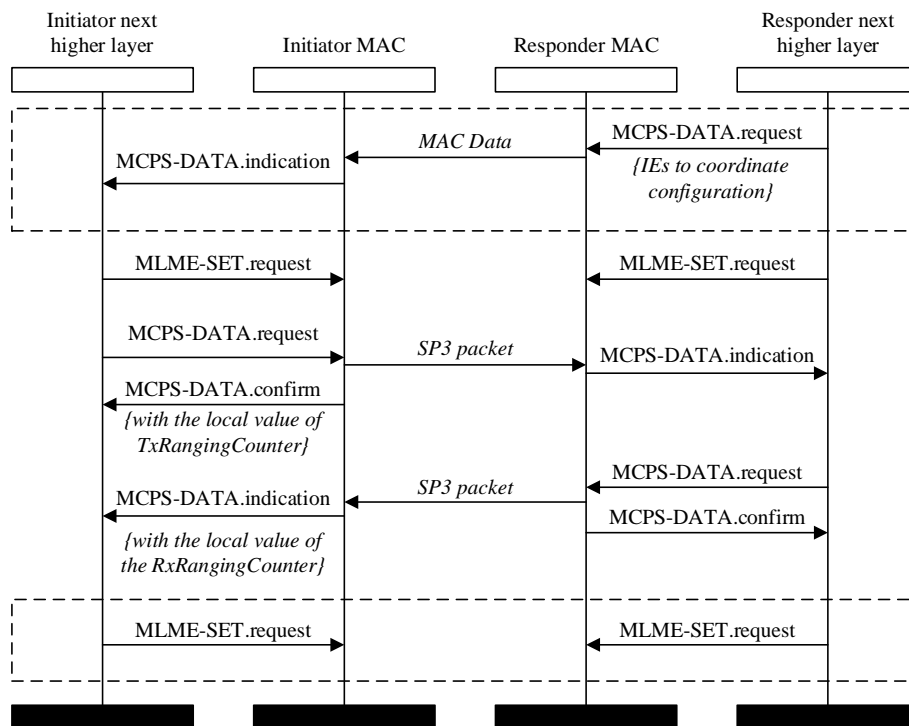 Initiator next
higher layer
Initiator MAC
Responder MAC
Responder next
higher layer
MCPS-DATA.request
MAC Data
{IEs to coordinate
configuration}
MCPS-DATA.indication
MLME-SET.request
MLME-SET.request
MCPS-DATA.request
SP3 packet
MCPS-DATA.indication
MCPS-DATA.confirm
{with the local value of
TxRangingCounter}
MCPS-DATA.request
SP3 packet
MCPS-DATA.indication
MCPS-DATA.confirm
{with the local value of
the RxRangingCounter}
MLME-SET.request
MLME-SET.request